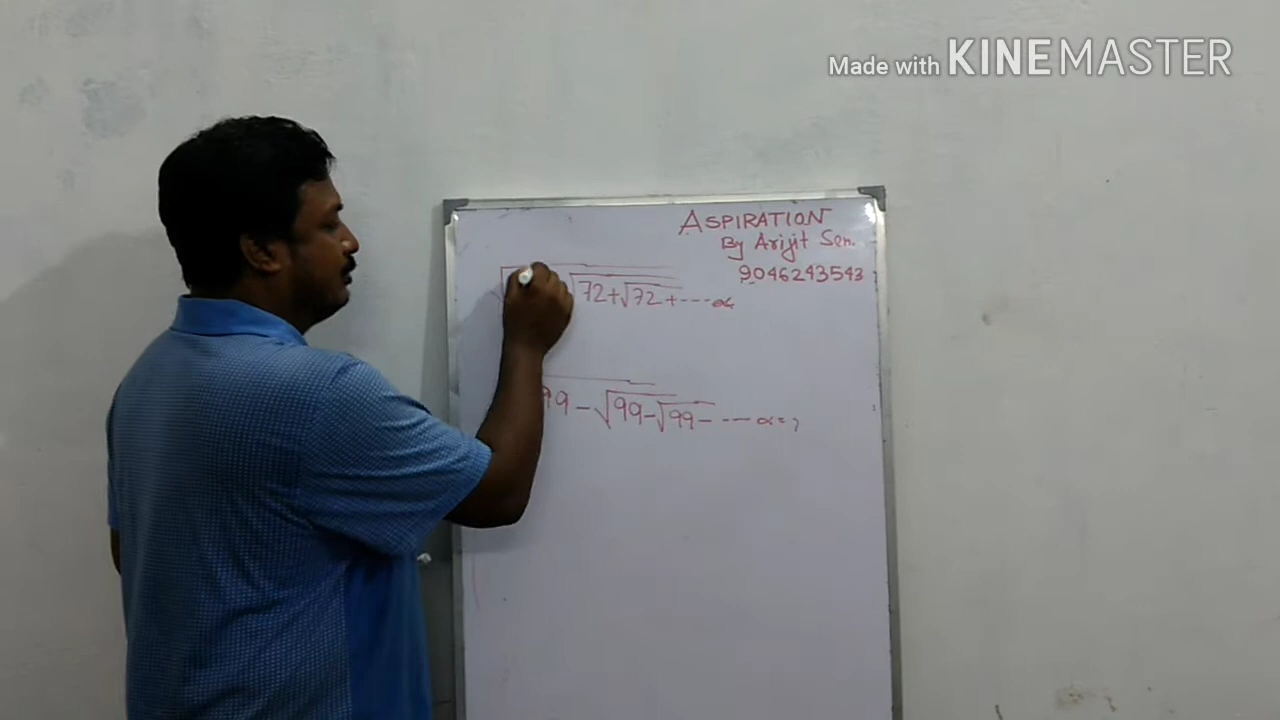 Made with KINEMASTER
ASPIRATION
By Arijit Sen.
9046243543
√72+√72+----α
99-√99-√99-----α=?